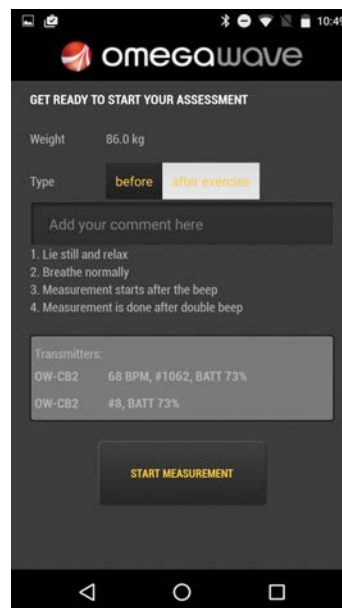 10:49
omegawave
GET READY TO START YOUR ASSESSMENT
Weight 86.0 kg
Type before after exercise
Add your comment here
1. Lie still and relax
2. Breathe normally
3. Measurement starts after the beep
4. Measurement is done after double beep
Transmitters:
OW-CB2 68 BPM, #1062, BATT 73%
OW-CB2 #8, BATT 73%
START MEASUREMENT